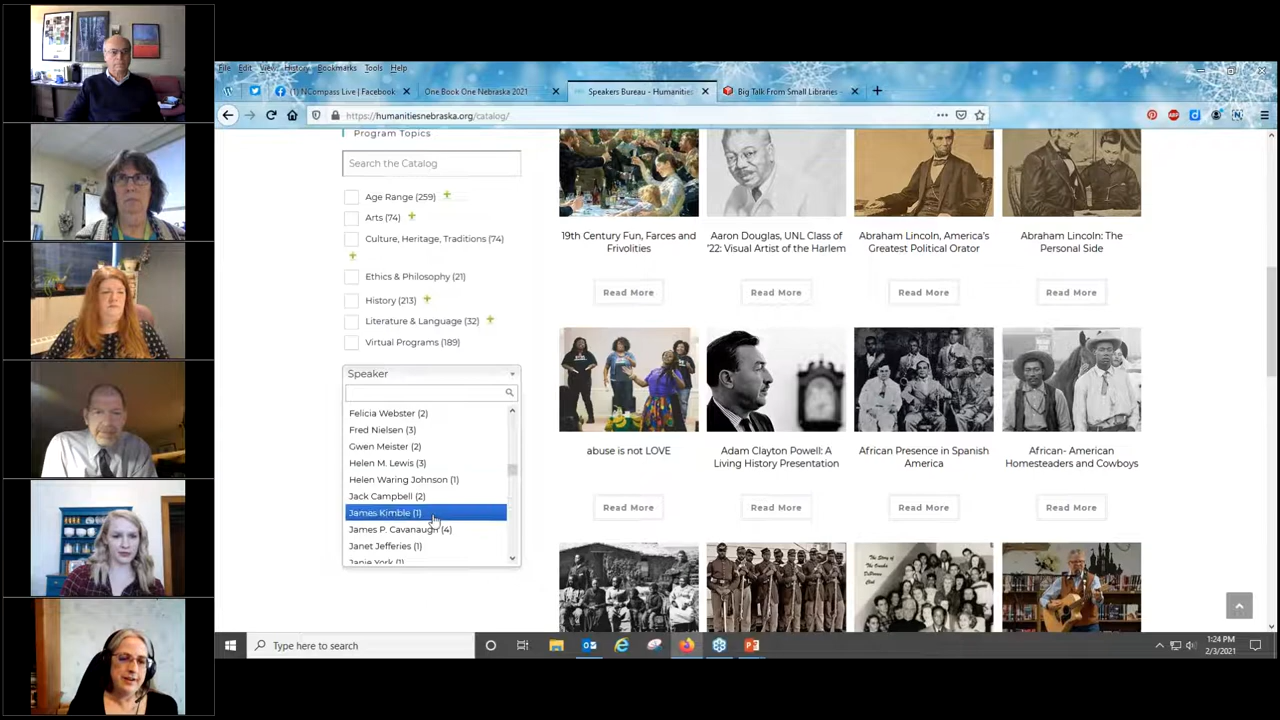 File Edit View History Bookmarks Tools Help
(1) NCompass Live | Facebook
One Book One Nebraska 2021
Speakers Bureau - Humanities
Big Talk From Small Libraries -
https://humanitiesnebraska.org/catalog/
Program Topics
Search the Catalog
Age Range (259)
Arts (74)
Culture, Heritage, Traditions (74)
Ethics & Philosophy (21)
History (213)
Literature & Language (32)
Virtual Programs (189)
Speaker
Felicia Webster (2)
Fred Nielsen (3)
Gwen Meister (2)
Helen M. Lewis (3)
Helen Waring Johnson (1)
Jack Campbell (2)
James Kimble (1)
James P. Cavanaugh (4)
Janet Jefferies (1)
Janie York (1)
19th Century Fun, Farces and
Frivolities
Read More
Aaron Douglas, UNL Class of
'22: Visual Artist of the Harlem
Read More
Abraham Lincoln, America's
Greatest Political Orator
Read More
Abraham Lincoln: The
Personal Side
Read More
abuse is not LOVE
Read More
Adam Clayton Powell: A
Living History Presentation
Read More
African Presence in Spanish
America
Read More
African- American
Homesteaders and Cowboys
Read More
Type here to search
1:24 PM
2/3/2021